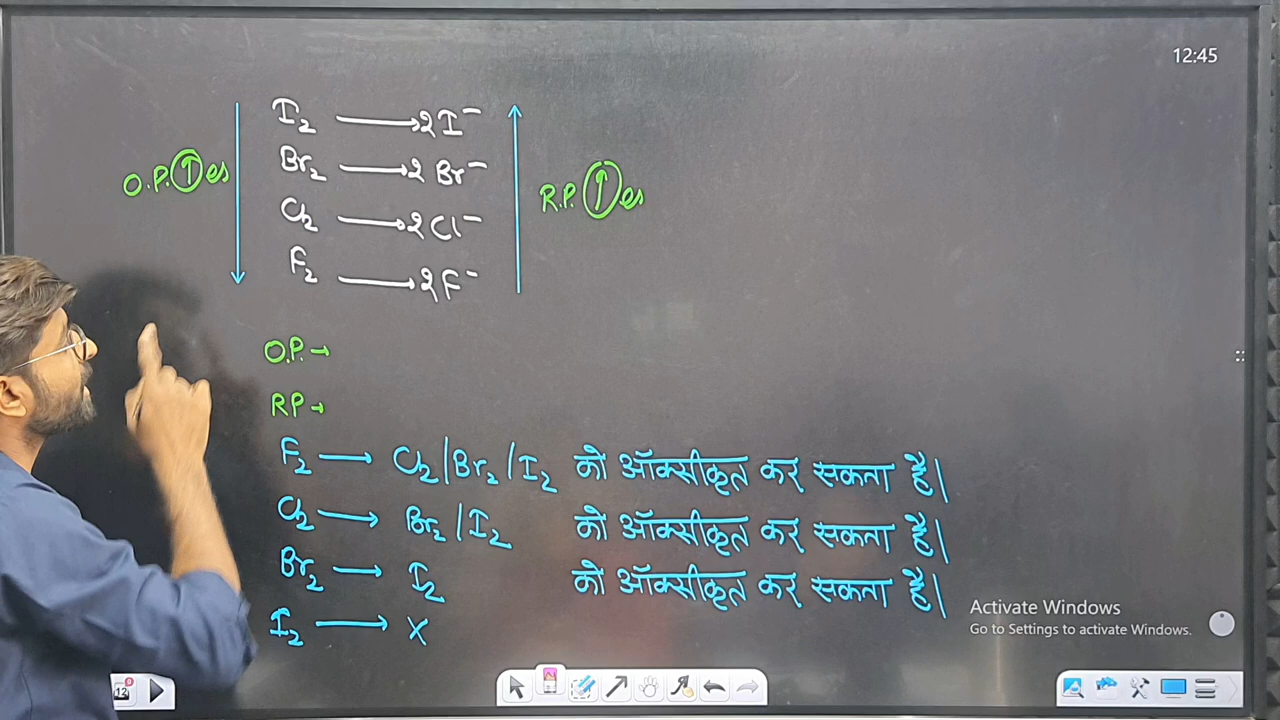 12:45
I₂ ⟶ 2I⁻
O.P.↑es
Br₂ ⟶ 2Br⁻
R.P.↑es
Cl₂ ⟶ 2Cl⁻
F₂ ⟶ 2F⁻
O.P. →
RP →
F₂ ⟶ Cl₂/Br₂/I₂ को ऑक्सीकृत कर सकता है।
Cl₂ ⟶ Br₂/I₂ को ऑक्सीकृत कर सकता है।
Br₂ ⟶ I₂ को ऑक्सीकृत कर सकता है।
I₂ ⟶ X
Activate Windows
Go to Settings to activate Windows.
12